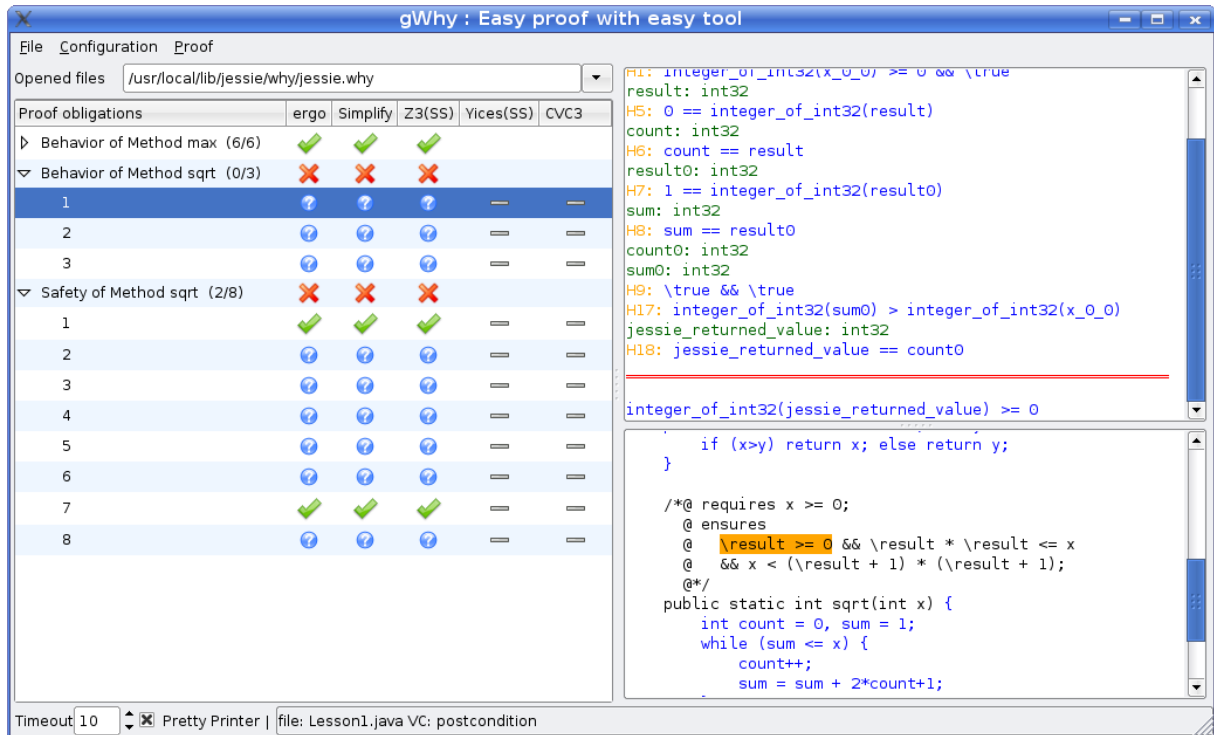 gWhy : Easy proof with easy tool
File Configuration Proof
Opened files /usr/local/lib/jessie/why/jessie.why
Proof obligations ergo Simplify Z3(SS) Yices(SS) CVC3
Behavior of Method max (6/6)
Behavior of Method sqrt (0/3)
1
2
3
Safety of Method sqrt (2/8)
1
2
3
4
5
6
7
8
H1: integer_of_int32(x_0_0) >= 0 && \true
result: int32
H5: 0 == integer_of_int32(result)
count: int32
H6: count == result
result0: int32
H7: 1 == integer_of_int32(result0)
sum: int32
H8: sum == result0
count0: int32
sum0: int32
H9: \true && \true
H17: integer_of_int32(sum0) > integer_of_int32(x_0_0)
jessie_returned_value: int32
H18: jessie_returned_value == count0
integer_of_int32(jessie_returned_value) >= 0
if (x>y) return x; else return y;
}
/*@ requires x >= 0;
@ ensures
@ \result >= 0 && \result * \result <= x
@ && x < (\result + 1) * (\result + 1);
@*/
public static int sqrt(int x) {
int count = 0, sum = 1;
while (sum <= x) {
count++;
sum = sum + 2*count+1;
Timeout 10 Pretty Printer | file: Lesson1.java VC: postcondition